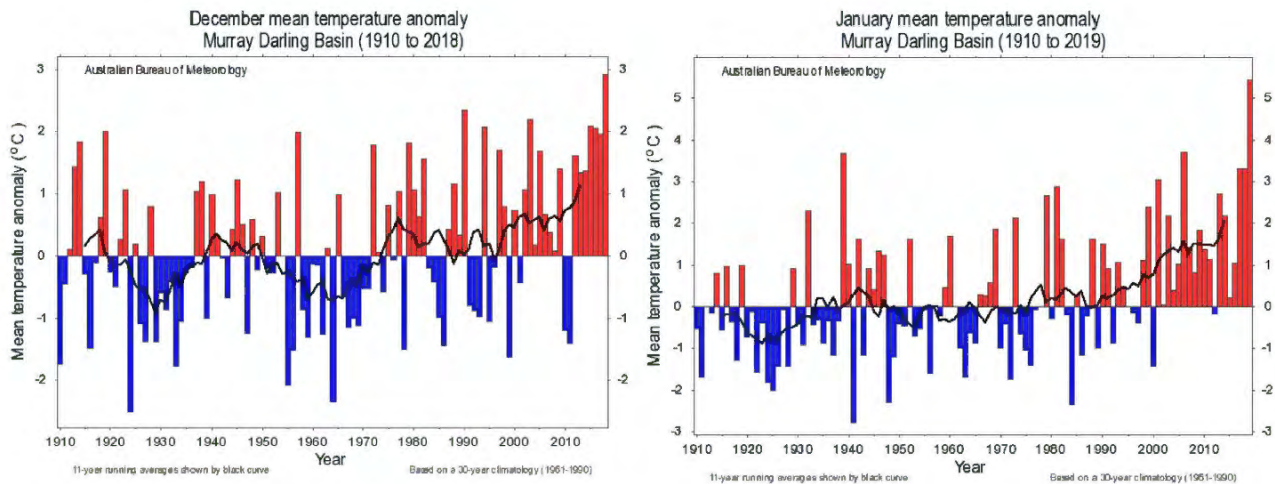 December mean temperature anomaly
Murray Darling Basin (1910 to 2018)
Australian Bureau of Meteorology
Mean temperature anomaly (°C)
3
2
1
0
-1
-2
3
2
1
0
-1
-2
1910 1920 1930 1940 1950 1960 1970 1980 1990 2000 2010
Year
11-year running averages shown by black curve
Based on a 30-year climatology (1961-1990)
January mean temperature anomaly
Murray Darling Basin (1910 to 2019)
Australian Bureau of Meteorology
Mean temperature anomaly (°C)
5
4
3
2
1
0
-1
-2
-3
5
4
3
2
1
0
-1
-2
-3
1910 1920 1930 1940 1950 1960 1970 1980 1990 2000 2010
Year
11-year running averages shown by black curve
Based on a 30-year climatology (1961-1990)